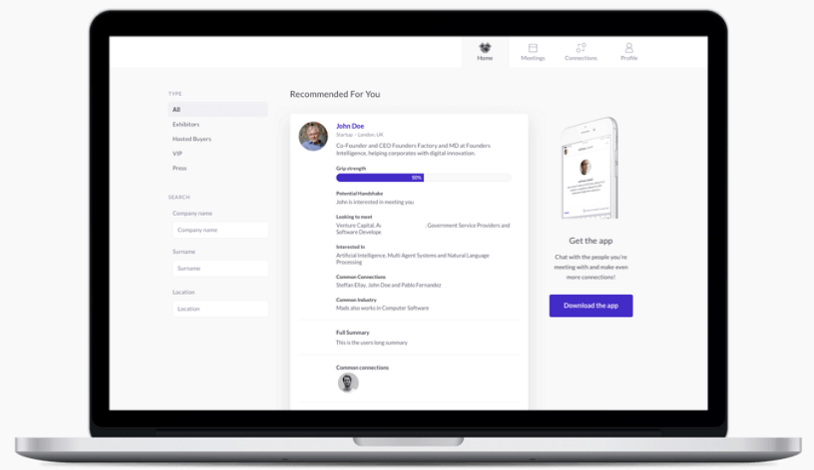 Home
Meetings
Connections
Profile
TYPE
All
Exhibitors
Hosted Buyers
VIP
Press
SEARCH
Company name
Company name
Surname
Surname
Location
Location
Recommended For You
John Doe
Startup · London, UK
Co-Founder and CEO Founders Factory and MD at Founders
Intelligence, helping corporates with digital innovation.
Grip strength
Potential Handshake
John is interested in meeting you
Looking to meet
Venture Capital, Government Service Providers and
Software Develope
Interested In
Artificial Intelligence, Multi Agent Systems and Natural Language
Processing
Common Connections
Steffan Ellay, John Doe and Pablo Fernandez
Common Industry
Mads also works in Computer Software
Full Summary
This is the users long summary
Common connections
Get the app
Chat with the people you're
meeting with and make even
more connections!
Download the app